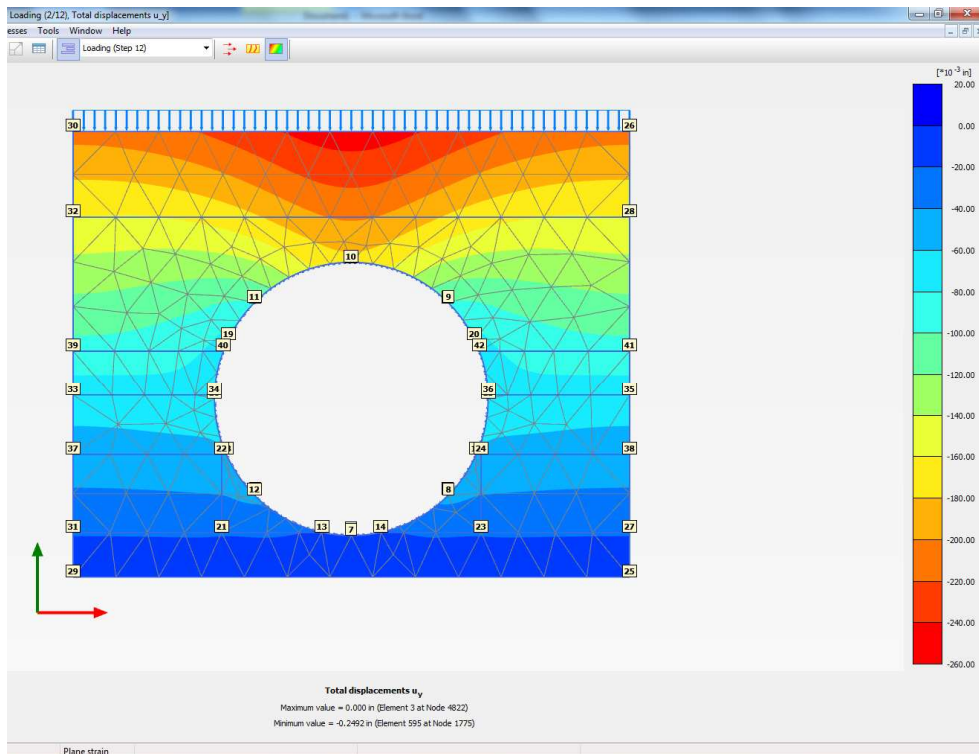 Loading (2/12), Total displacements u_y]
esses Tools Window Help
Loading (Step 12)
[*10⁻³ in]
20.00
0.00
-20.00
-40.00
-60.00
-80.00
-100.00
-120.00
-140.00
-160.00
-180.00
-200.00
-220.00
-240.00
-260.00
30 26
32 28
10
11 9
19 20
39 40 42 41
33 34 36 35
37 22 24 38
12 8
31 21 13 7 14 23 27
29 25
Total displacements uy
Maximum value = 0.000 in (Element 3 at Node 4822)
Minimum value = -0.2492 in (Element 595 at Node 1775)
Plane strain